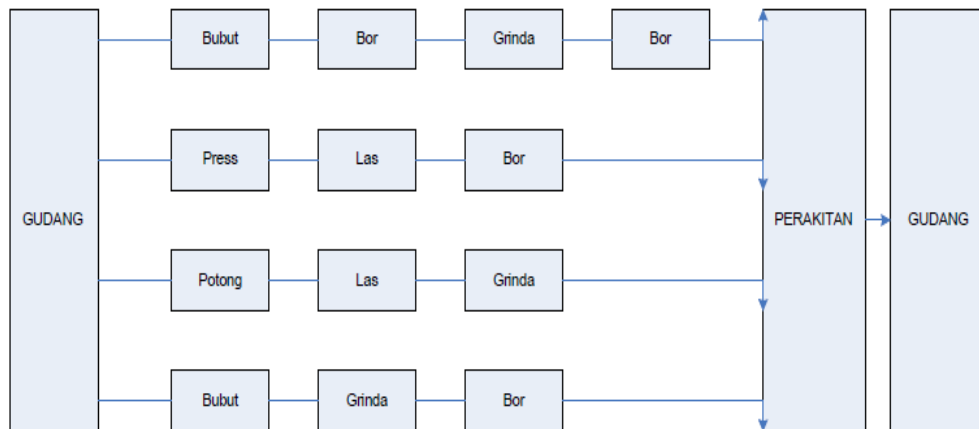 Bubut
Bor
Grinda
Bor
Press
Las
Bor
GUDANG
PERAKITAN
GUDANG
Potong
Las
Grinda
Bubut
Grinda
Bor